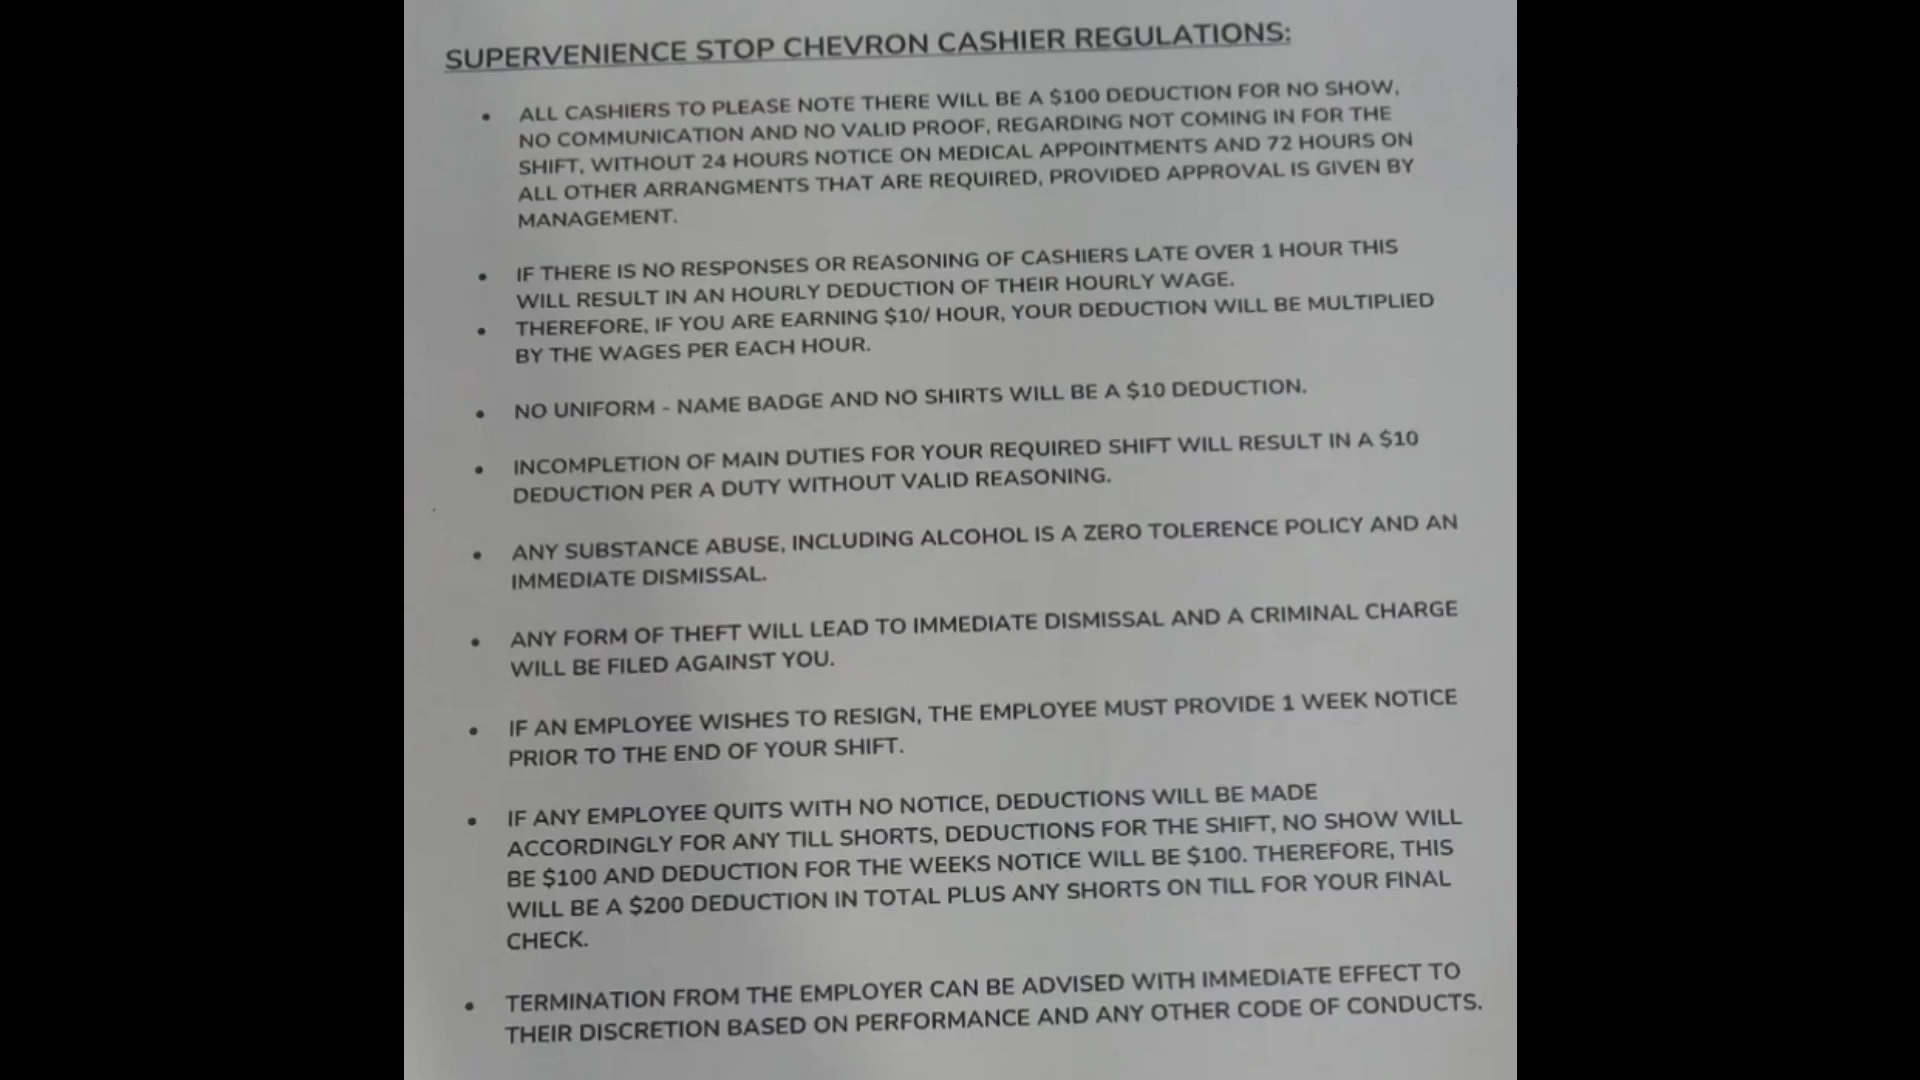 SUPERVENIENCE STOP CHEVRON CASHIER REGULATIONS:
• ALL CASHIERS TO PLEASE NOTE THERE WILL BE A $100 DEDUCTION FOR NO SHOW,
NO COMMUNICATION AND NO VALID PROOF, REGARDING NOT COMING IN FOR THE
SHIFT, WITHOUT 24 HOURS NOTICE ON MEDICAL APPOINTMENTS AND 72 HOURS ON
ALL OTHER ARRANGMENTS THAT ARE REQUIRED, PROVIDED APPROVAL IS GIVEN BY
MANAGEMENT.
• IF THERE IS NO RESPONSES OR REASONING OF CASHIERS LATE OVER 1 HOUR THIS
WILL RESULT IN AN HOURLY DEDUCTION OF THEIR HOURLY WAGE.
• THEREFORE, IF YOU ARE EARNING $10/ HOUR, YOUR DEDUCTION WILL BE MULTIPLIED
BY THE WAGES PER EACH HOUR.
• NO UNIFORM - NAME BADGE AND NO SHIRTS WILL BE A $10 DEDUCTION.
• INCOMPLETION OF MAIN DUTIES FOR YOUR REQUIRED SHIFT WILL RESULT IN A $10
DEDUCTION PER A DUTY WITHOUT VALID REASONING.
• ANY SUBSTANCE ABUSE, INCLUDING ALCOHOL IS A ZERO TOLERENCE POLICY AND AN
IMMEDIATE DISMISSAL.
• ANY FORM OF THEFT WILL LEAD TO IMMEDIATE DISMISSAL AND A CRIMINAL CHARGE
WILL BE FILED AGAINST YOU.
• IF AN EMPLOYEE WISHES TO RESIGN, THE EMPLOYEE MUST PROVIDE 1 WEEK NOTICE
PRIOR TO THE END OF YOUR SHIFT.
• IF ANY EMPLOYEE QUITS WITH NO NOTICE, DEDUCTIONS WILL BE MADE
ACCORDINGLY FOR ANY TILL SHORTS, DEDUCTIONS FOR THE SHIFT, NO SHOW WILL
BE $100 AND DEDUCTION FOR THE WEEKS NOTICE WILL BE $100. THEREFORE, THIS
WILL BE A $200 DEDUCTION IN TOTAL PLUS ANY SHORTS ON TILL FOR YOUR FINAL
CHECK.
• TERMINATION FROM THE EMPLOYER CAN BE ADVISED WITH IMMEDIATE EFFECT TO
THEIR DISCRETION BASED ON PERFORMANCE AND ANY OTHER CODE OF CONDUCTS.